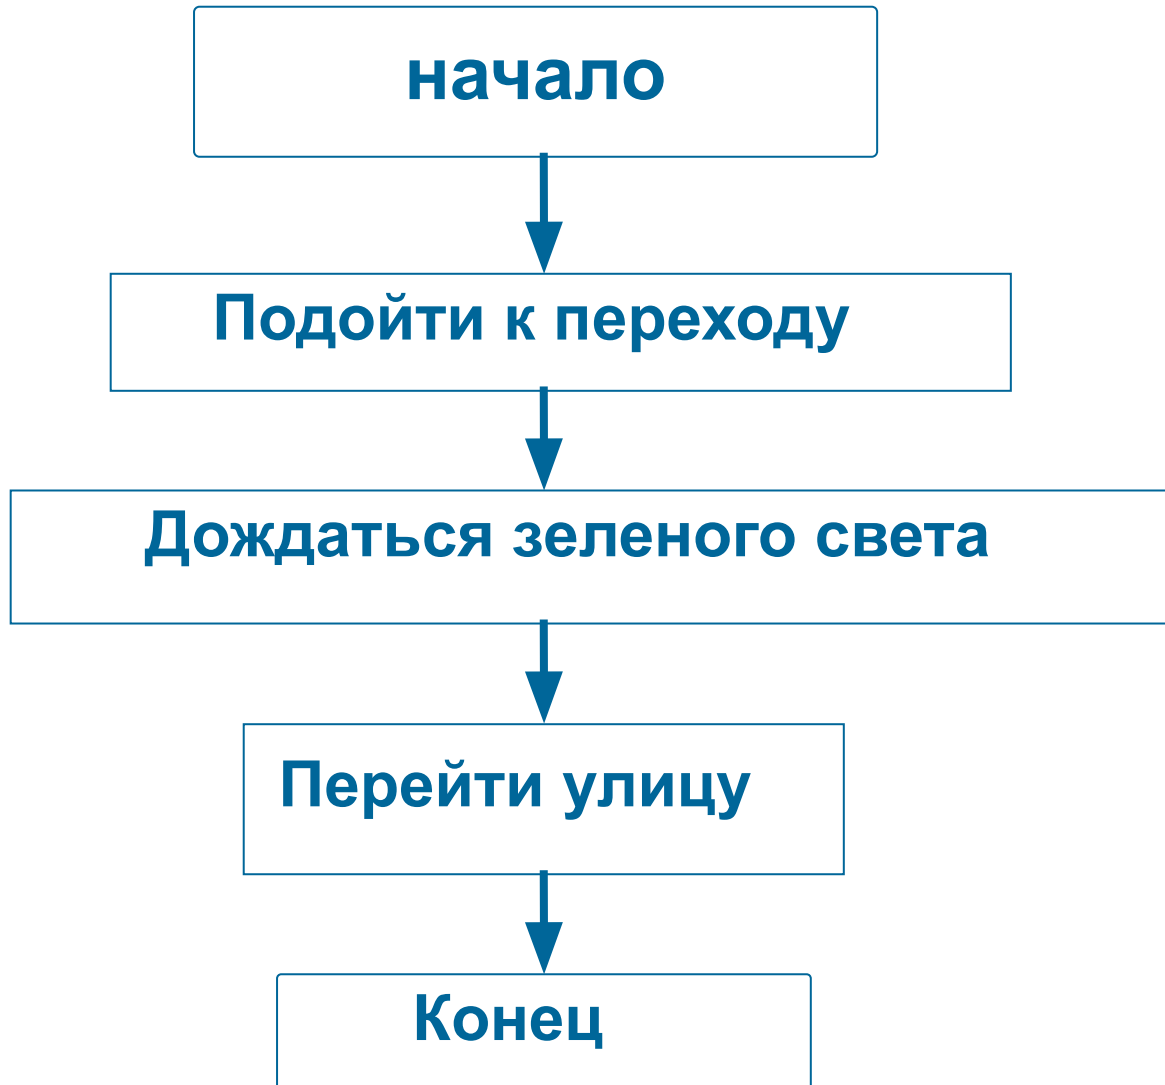 начало
Подойти к переходу
Дождаться зеленого света
Перейти улицу
Конец